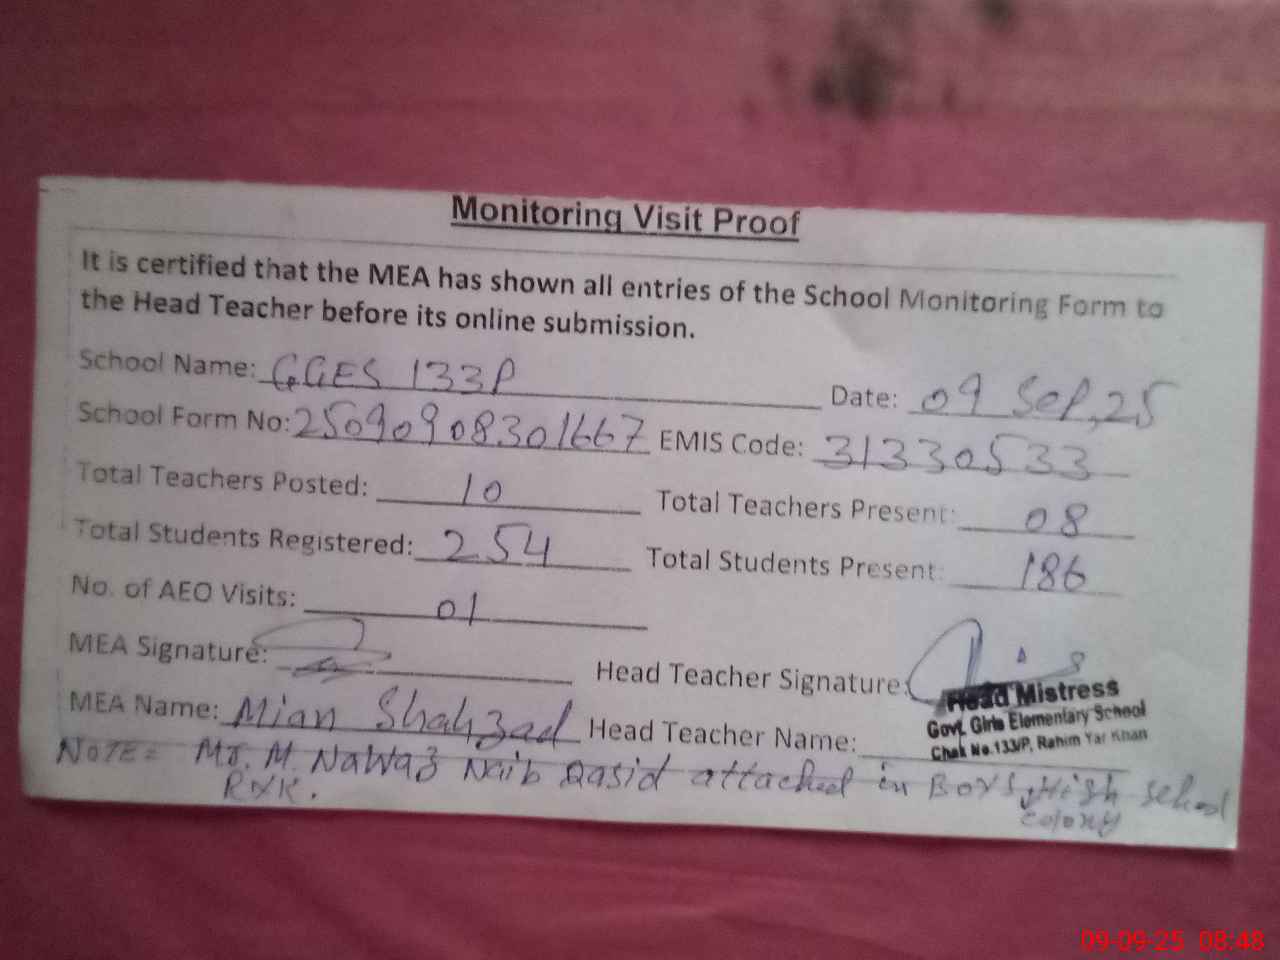 Monitoring Visit Proof
It is certified that the MEA has shown all entries of the School Monitoring Form to
the Head Teacher before its online submission.
School Name: GGES 133P Date: 09 Sep, 25
School Form No: 25090908301667 EMIS Code: 31330533
Total Teachers Posted: 10 Total Teachers Present: 08
Total Students Registered: 254 Total Students Present: 186
No. of AEO Visits: 01
MEA Signature: Head Teacher Signature:
Head Mistress
Govt. Girls Elementary School
Chak No.133/P, Rahim Yar Khan
MEA Name: Mian Shahzad Head Teacher Name:
NOTE = Mr. M. Nawaz Naib Qasid attached in Boys High school
colony
RYK.
09-09-25 08:48